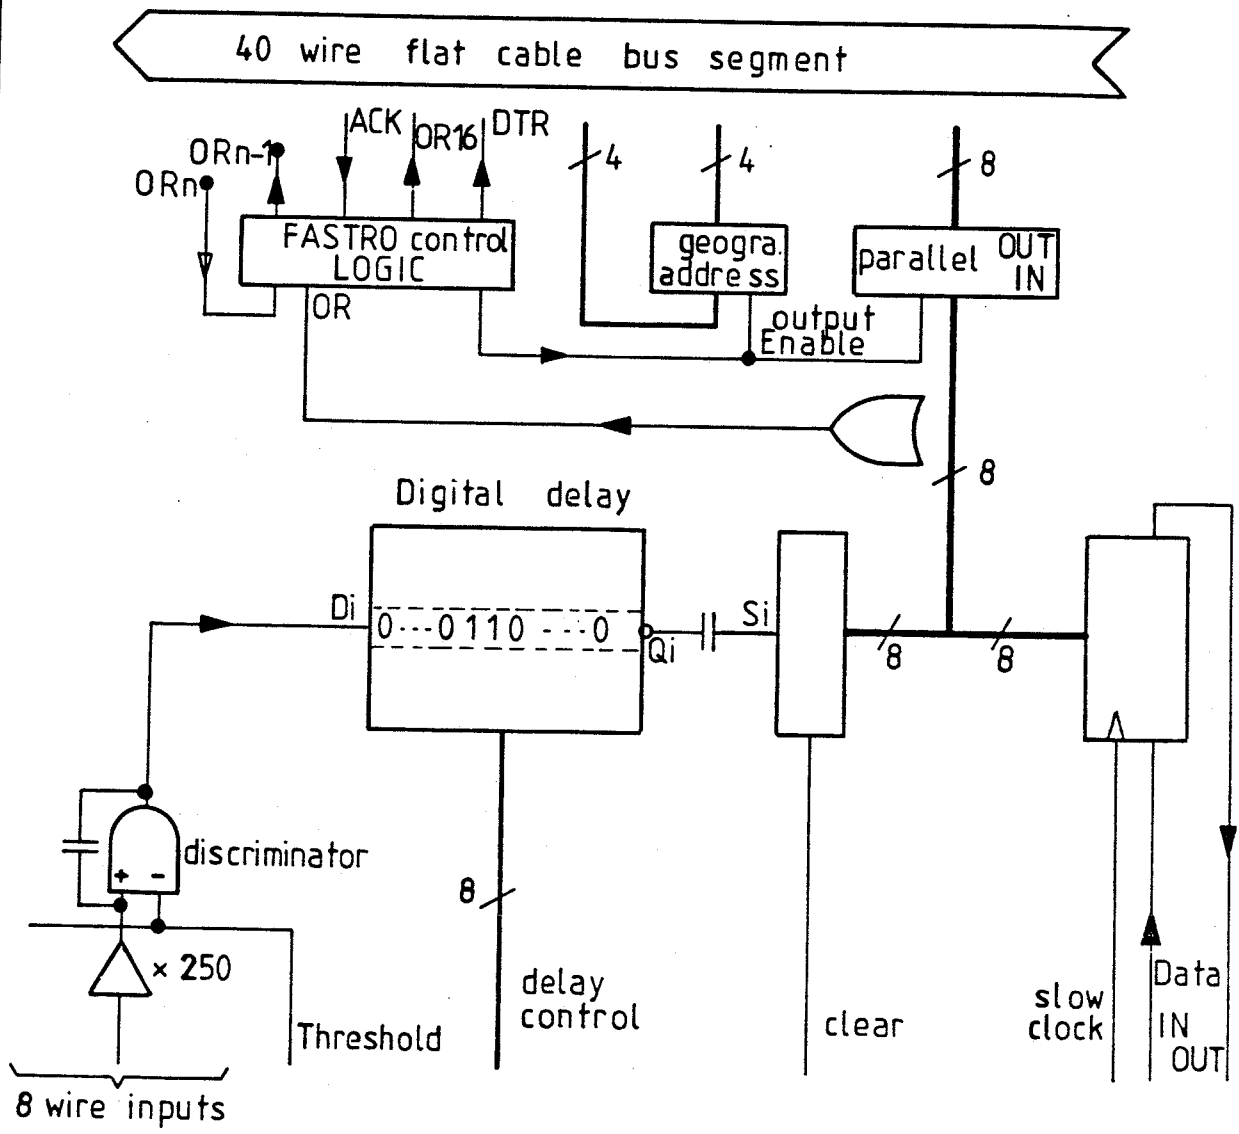 40 wire flat cable bus segment
ACK
OR16
DTR
ORn-1
ORn
4
4
8
FASTRO control
LOGIC
geogra.
address
parallel
OUT
IN
OR
output
Enable
8
Digital delay
Di
0---0110---0
Qi
Si
8
8
discriminator
+ -
8
× 250
delay
control
Threshold
clear
slow
clock
Data
IN
OUT
8 wire inputs